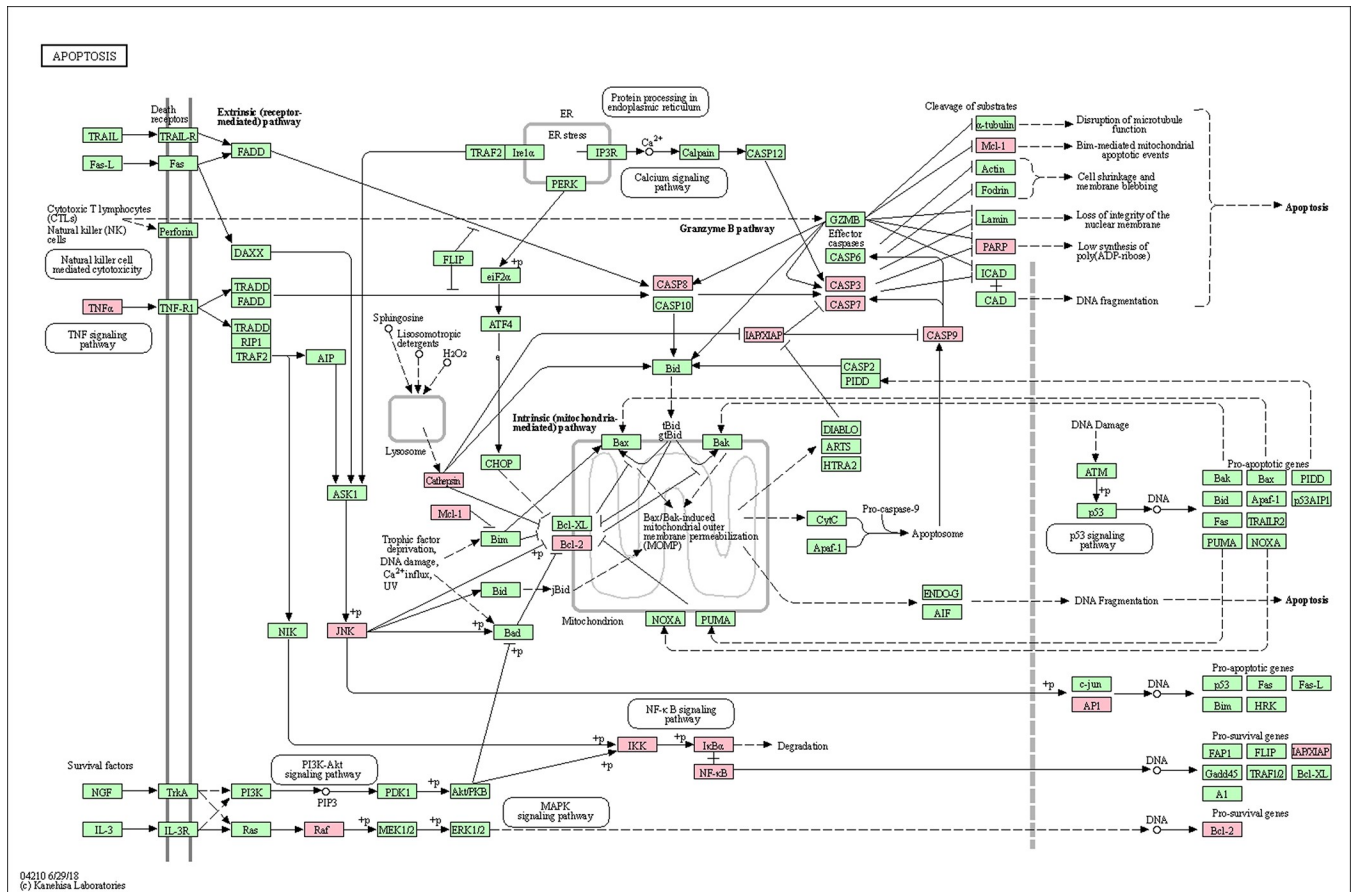 APOPTOSIS
Protein processing in
endoplasmic reticulum
Death
receptors
Extrinsic (receptor-
mediated) pathway
ER
ER stress
Cleavage of substrates
TRAIL
TRAIL-R
FADD
TRAF2
Ire1α
IP3R
Ca2+
Calpain
CASP12
α-tubulin
Disruption of microtubule
function
Mcl-1
Bim-mediated mitochondrial
apoptotic events
Fas-L
Fas
PERK
Calcium signaling
pathway
Actin
Fodrin
Cell shrinkage and
membrane blebbing
Cytotoxic T lymphocytes
(CTLs)
Natural killer (NK)
cells
Perforin
Granzyme B pathway
GZMB
Lamin
Loss of integrity of the
nuclear membrane
Apoptosis
Effector
caspases
CASP6
PARP
Low synthesis of
poly(ADP-ribose)
Natural killer cell
mediated cytotoxicity
DAXX
FLIP
+p
eiF2α
CASP8
CASP3
ICAD
CAD
DNA fragmentation
TNFα
TNF-R1
TRADD
FADD
CASP10
CASP7
TNF signaling
pathway
TRADD
RIP1
TRAF2
AIP
ATF4
e
Sphingosine
Lisosomotropic
detergents
H2O2
IAP/XIAP
CASP9
Bid
CASP2
PIDD
Intrinsic (mitochondria-
mediated) pathway
tBid
gtBid
Lysosome
Bax
Bak
DIABLO
ARTS
HTRA2
DNA Damage
ATM
+p
p53
DNA
p53 signaling
pathway
Pro-apoptotic genes
Bak
Bax
PIDD
Bid
Apaf-1
p53AIP1
Fas
TRAILR2
PUMA
NOXA
CHOP
Cathepsin
ASK1
Mcl-1
Bim
+p
Bcl-XL
Bcl-2
Bax/Bak-induced
mitochondrial outer
membrane permeabilization
(MOMP)
CytC
Apaf-1
Pro-caspase-9
Apoptosome
Trophic factor
deprivation,
DNA damage,
Ca2+ influx,
UV
Bid
jBid
ENDO-G
AIF
DNA Fragmentation
Apoptosis
NIK
+p
JNK
+p
Bad
+p
Mitochondrion
NOXA
PUMA
Pro-apoptotic genes
+p
c-jun
AP1
DNA
p53
Fas
Fas-L
Bim
HRK
NF-κB signaling
pathway
+p
IKK
+p
+p
IκBα
Degradation
NF-κB
DNA
Pro-survival genes
FAP1
FLIP
IAP/XIAP
Gadd45
TRAF1/2
Bcl-XL
A1
Survival factors
PI3K-Akt
signaling pathway
NGF
TrkA
PI3K
PIP3
PDK1
+p
Akt/PKB
MAPK
signaling pathway
IL-3
IL-3R
Ras
Raf
+p
MEK1/2
+p
ERK1/2
DNA
Pro-survival genes
Bcl-2
04210 6/29/18
(c) Kanehisa Laboratories